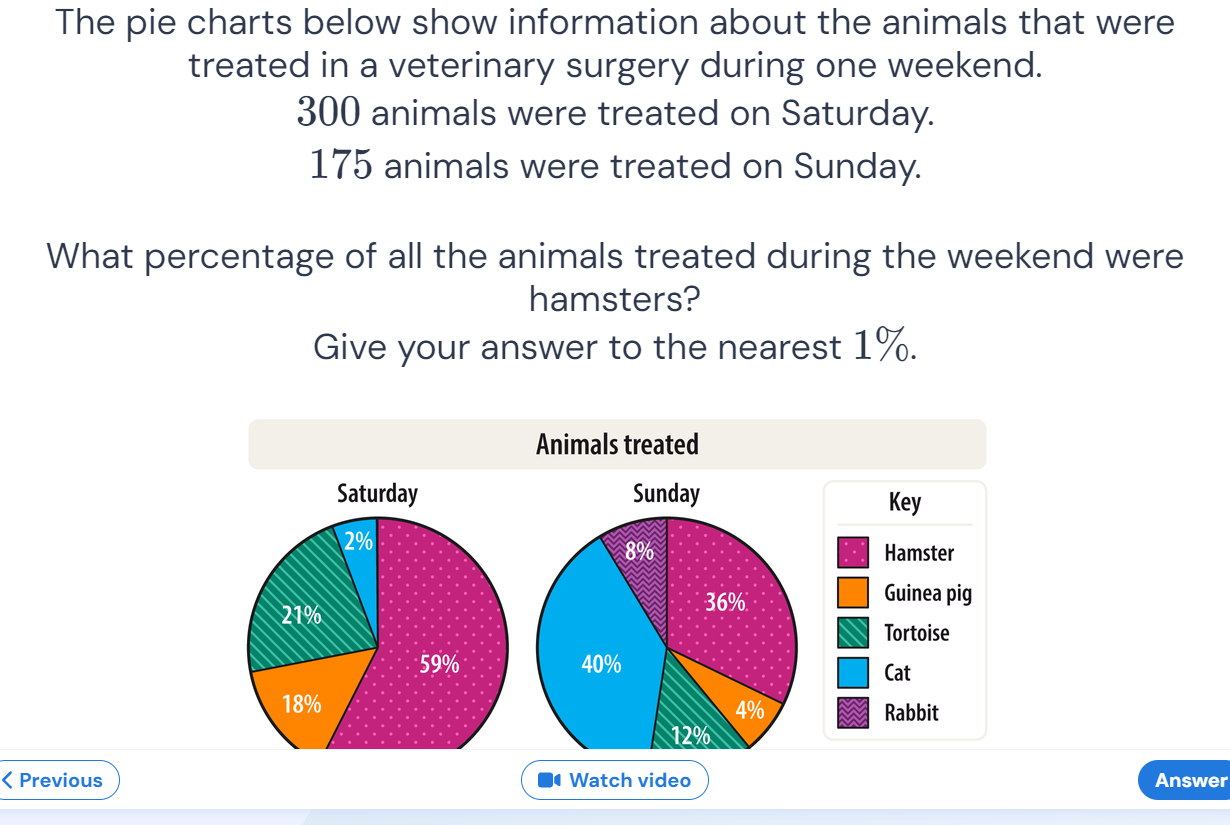 The pie charts below show information about the animals that were
treated in a veterinary surgery during one weekend.
300 animals were treated on Saturday.
175 animals were treated on Sunday.
What percentage of all the animals treated during the weekend were
hamsters?
Give your answer to the nearest 1%.
Animals treated
Saturday
2%
21%
59%
18%
Sunday
8%
36%
40%
4%
12%
Key
Hamster
Guinea pig
Tortoise
Cat
Rabbit
Previous
Watch video
Answer